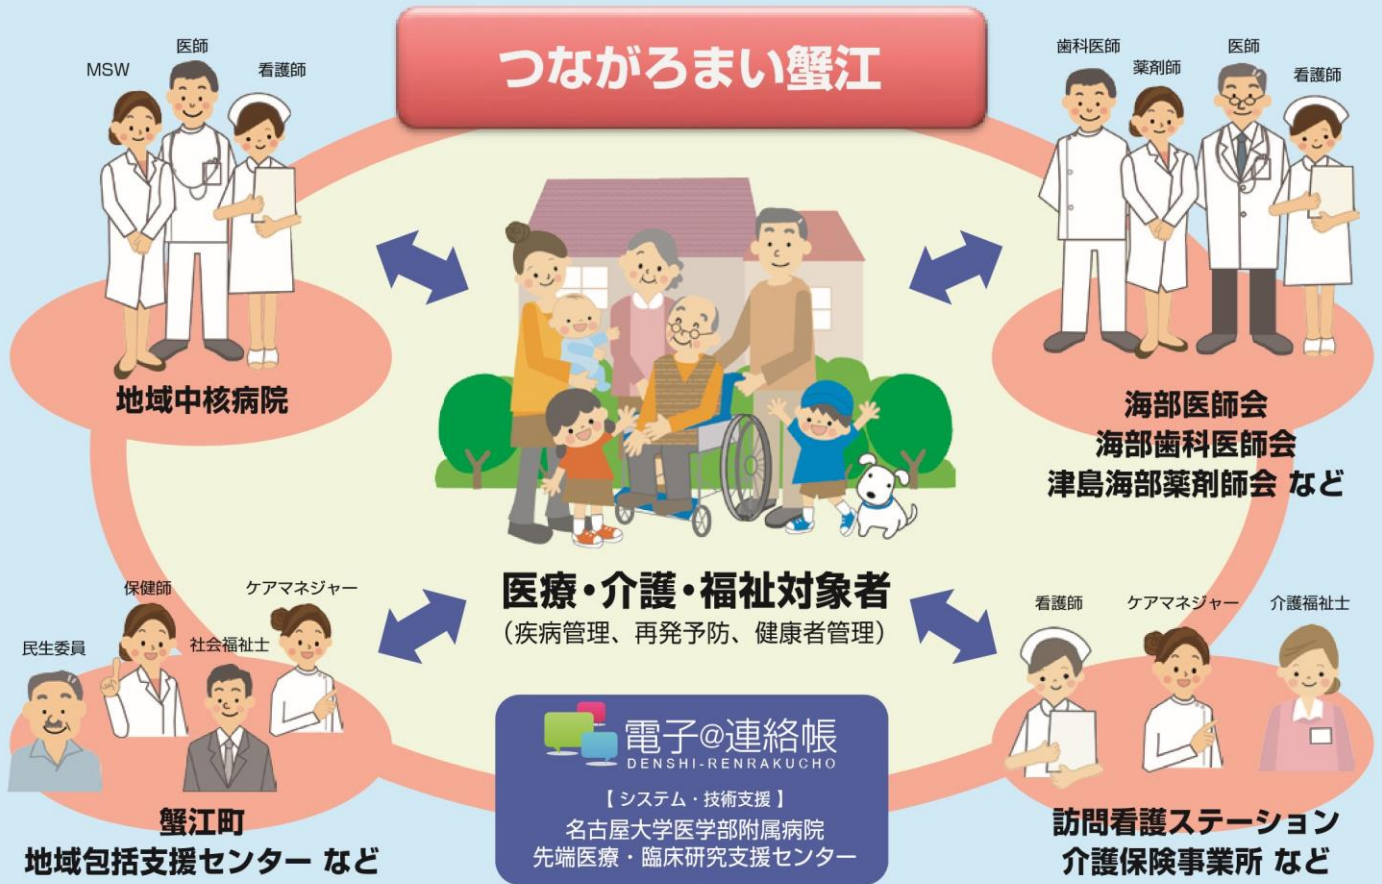 つながろまい蟹江
MSW
医師
看護師
地域中核病院
歯科医師
薬剤師
医師
看護師
海部医師会
海部歯科医師会
津島海部薬剤師会 など
医療・介護・福祉対象者
(疾病管理、再発予防、健康者管理)
民生委員
保健師
社会福祉士
ケアマネジャー
蟹江町
地域包括支援センター など
電子@連絡帳
DENSHI-RENRAKUCHO
【 システム・技術支援 】
名古屋大学医学部附属病院
先端医療・臨床研究支援センター
看護師
ケアマネジャー
介護福祉士
訪問看護ステーション
介護保険事業所 など